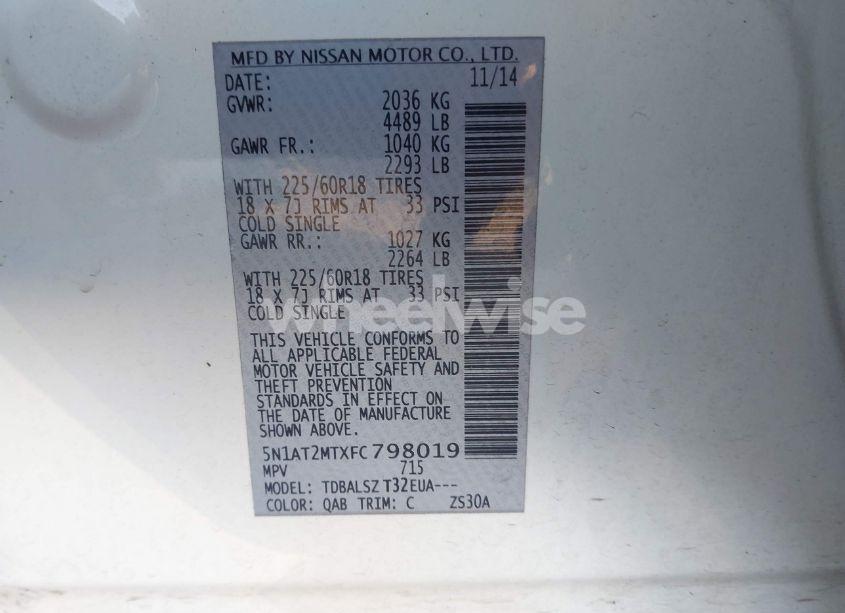 MFD BY NISSAN MOTOR CO., LTD.
DATE: 11/14
GVWR: 2036 KG
4489 LB
GAWR FR.: 1040 KG
2293 LB
WITH 225/60R18 TIRES
18 X 7J RIMS AT 33 PSI
COLD SINGLE
GAWR RR.: 1027 KG
2264 LB
WITH 225/60R18 TIRES
18 X 7J RIMS AT 33 PSI
COLD SINGLE
wheelwise
THIS VEHICLE CONFORMS TO
ALL APPLICABLE FEDERAL
MOTOR VEHICLE SAFETY AND
THEFT PREVENTION
STANDARDS IN EFFECT ON
THE DATE OF MANUFACTURE
SHOWN ABOVE.
5N1AT2MTXFC798019
MPV 715
MODEL: TDBALSZ T32EUA---
COLOR: QAB TRIM: C ZS30A